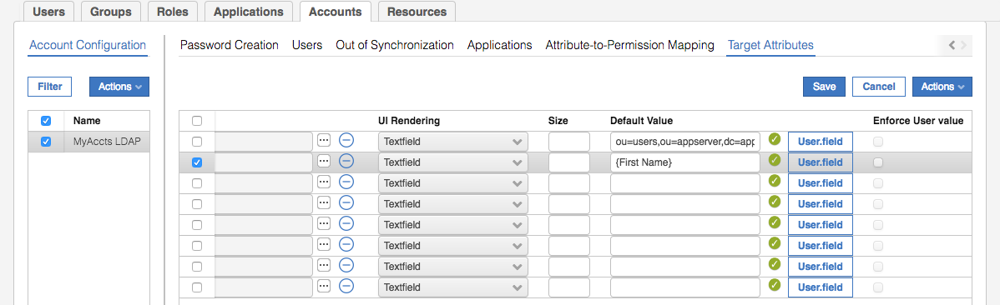 Users Groups Roles Applications Accounts Resources
Account Configuration Password Creation Users Out of Synchronization Applications Attribute-to-Permission Mapping Target Attributes
Filter Actions Save Cancel Actions
Name UI Rendering Size Default Value Enforce User value
MyAccts LDAP Textfield ou=users,ou=appserver,dc=app User.field
Textfield {First Name} User.field
Textfield User.field
Textfield User.field
Textfield User.field
Textfield User.field
Textfield User.field
Textfield User.field